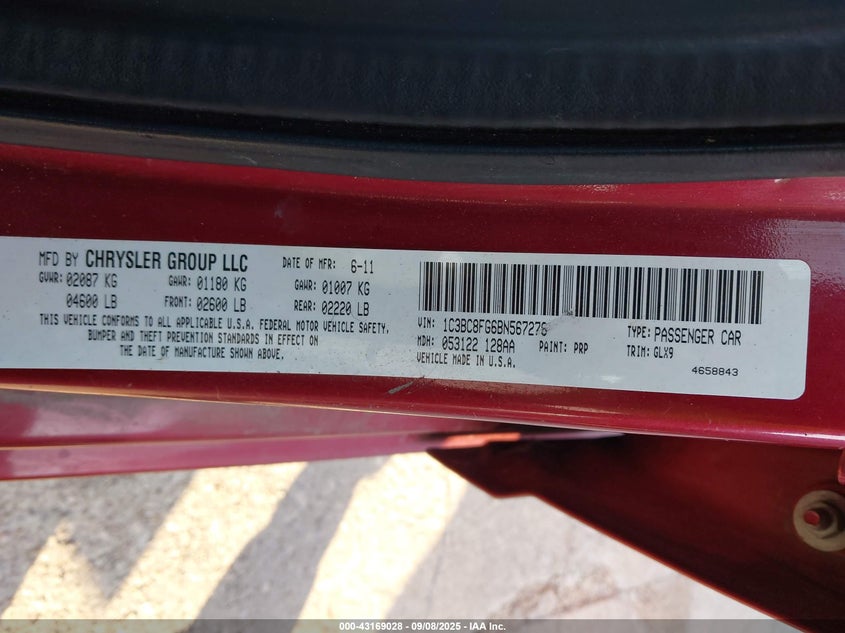 MFD BY CHRYSLER GROUP LLC DATE OF MFR: 6-11
GVWR: 02087 KG GAWR: 01180 KG GAWR: 01007 KG
04600 LB FRONT: 02600 LB REAR: 02220 LB
THIS VEHICLE CONFORMS TO ALL APPLICABLE U.S.A. FEDERAL MOTOR VEHICLE SAFETY,
BUMPER AND THEFT PREVENTION STANDARDS IN EFFECT ON
THE DATE OF MANUFACTURE SHOWN ABOVE.
VIN: 1C3BC8FG6BN567276 TYPE: PASSENGER CAR
MDH: 053122 128AA PAINT: PRP TRIM: GLX9
VEHICLE MADE IN U.S.A.
4658843
000-43169028 - 09/08/2025 - IAA Inc.